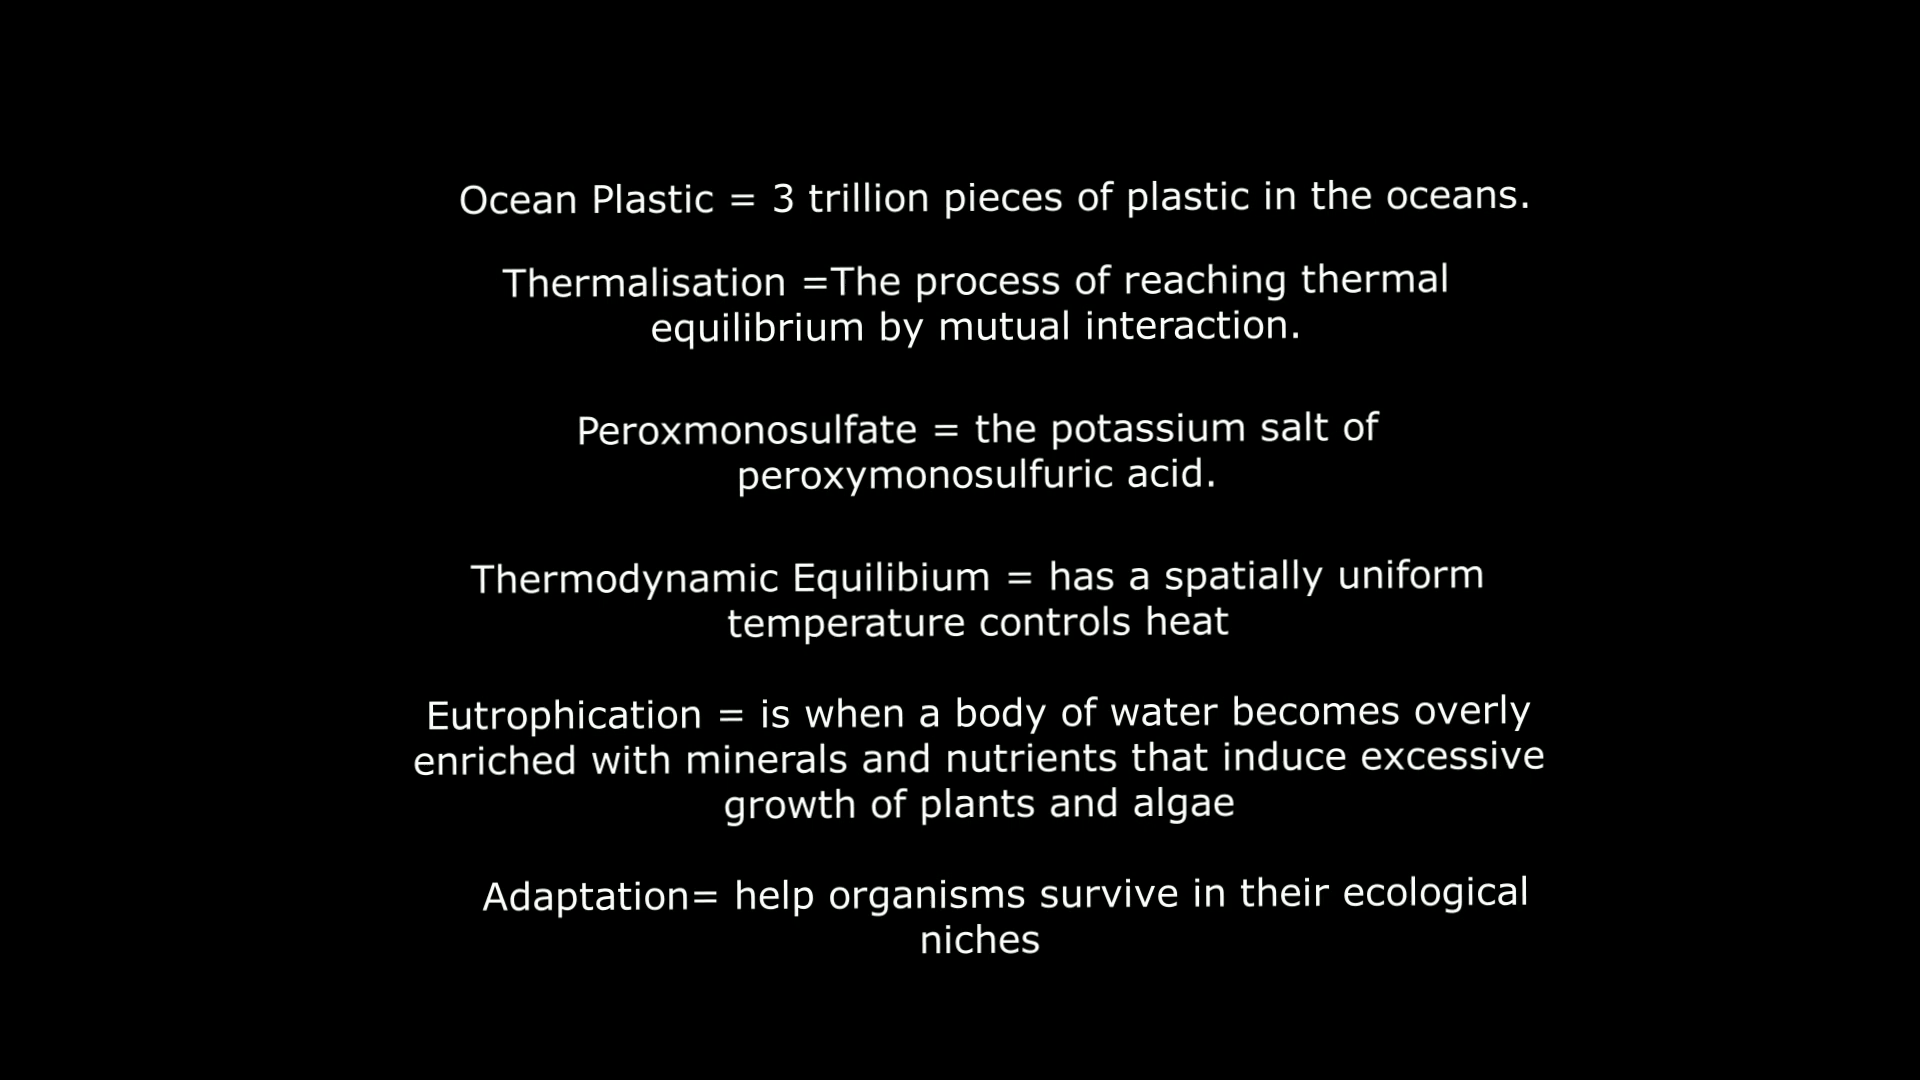 Ocean Plastic = 3 trillion pieces of plastic in the oceans.
Thermalisation =The process of reaching thermal
equilibrium by mutual interaction.
Peroxmonosulfate = the potassium salt of
peroxymonosulfuric acid.
Thermodynamic Equilibium = has a spatially uniform
temperature controls heat
Eutrophication = is when a body of water becomes overly
enriched with minerals and nutrients that induce excessive
growth of plants and algae
Adaptation= help organisms survive in their ecological
niches